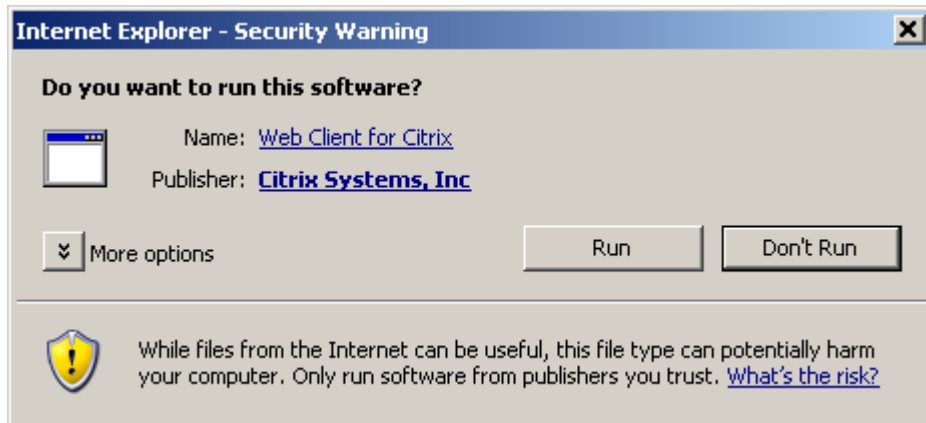 Internet Explorer - Security Warning
Do you want to run this software?
Name: Web Client for Citrix
Publisher: Citrix Systems, Inc
More options Run Don't Run
While files from the Internet can be useful, this file type can potentially harm
your computer. Only run software from publishers you trust. What's the risk?